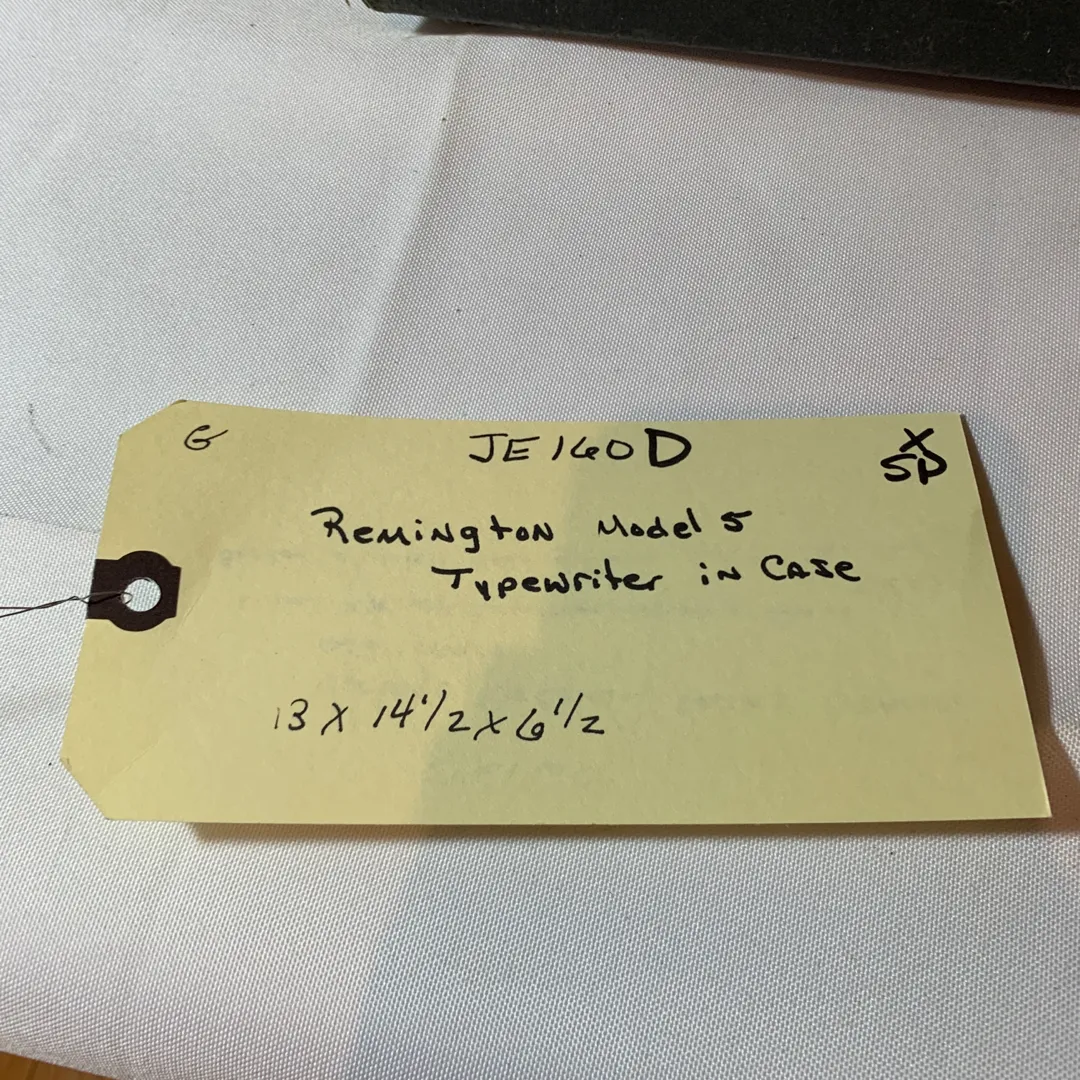 G JE160D X
SP
Remington Model 5
Typewriter in Case
13 X 14 1/2 X 6 1/2